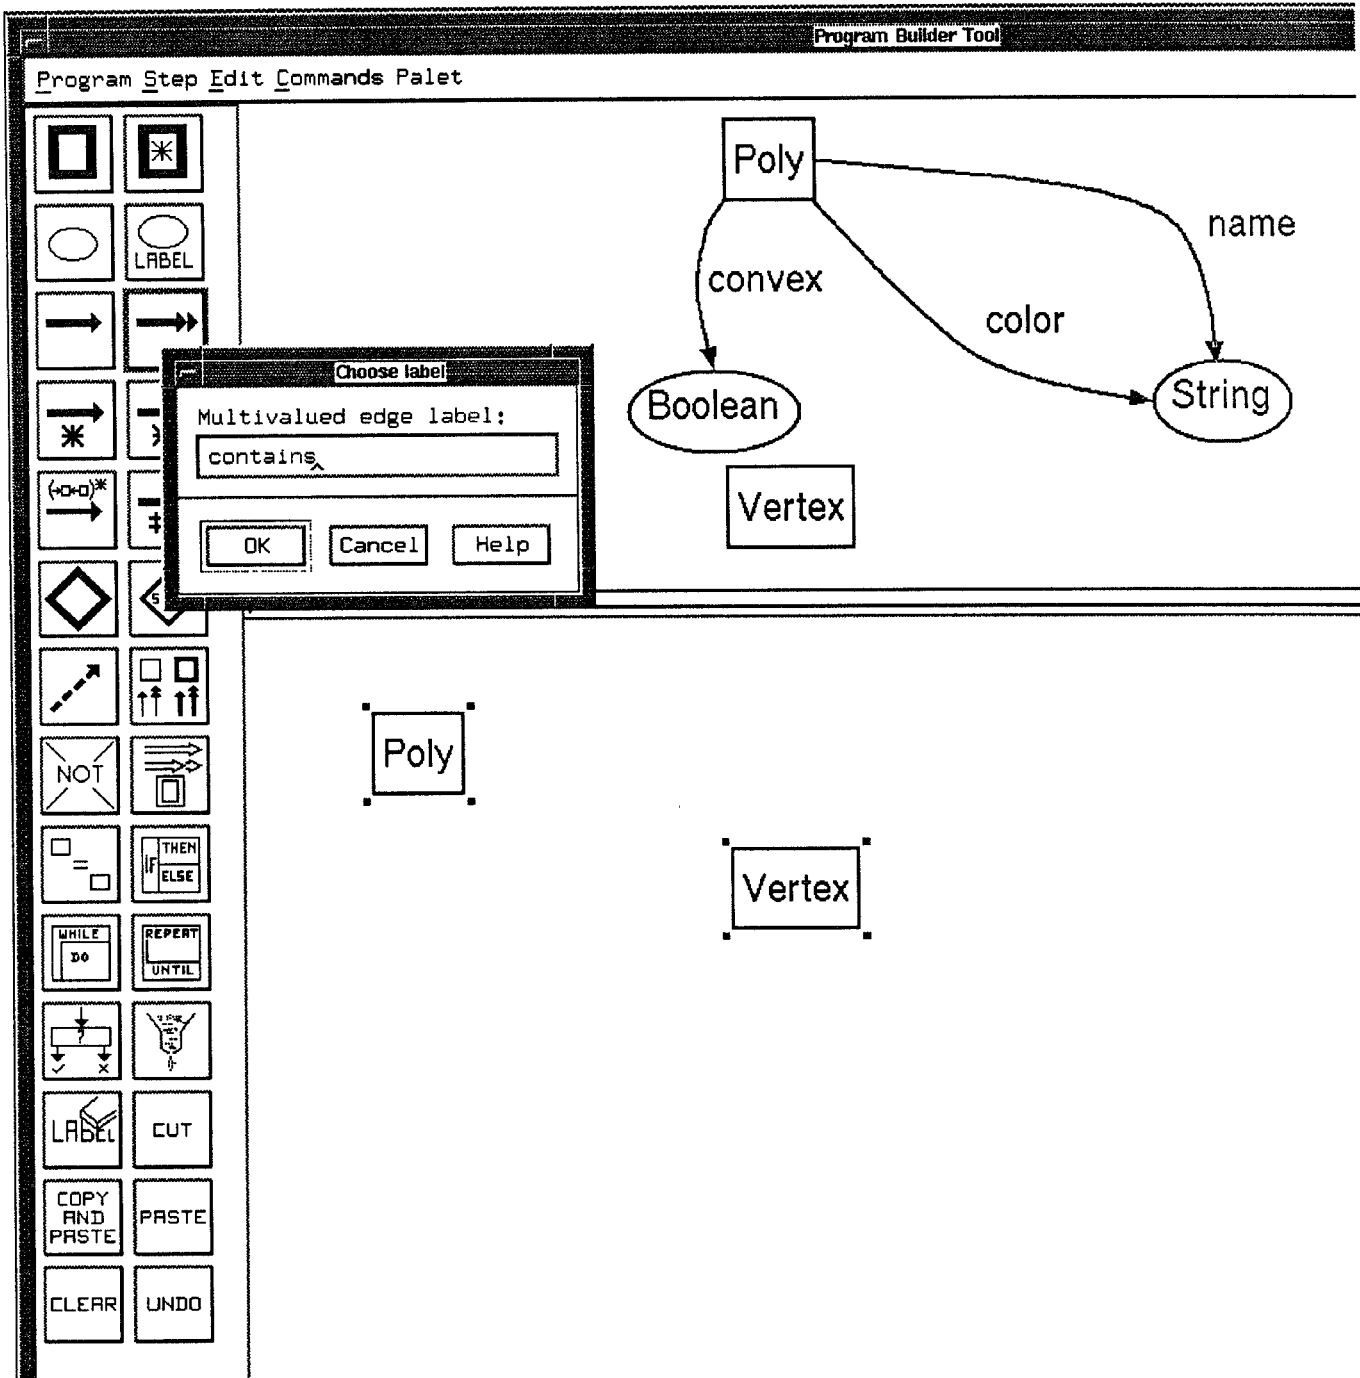 Program Builder Tool
Program Step Edit Commands Palet
Poly
name
convex
color
Boolean
String
Vertex
LABEL
Choose label
Multivalued edge label:
contains
OK Cancel Help
Poly
Vertex
NOT
IF THEN
ELSE
WHILE
DO
REPEAT
UNTIL
?
LABEL
CUT
COPY
AND
PASTE
PASTE
CLEAR
UNDO